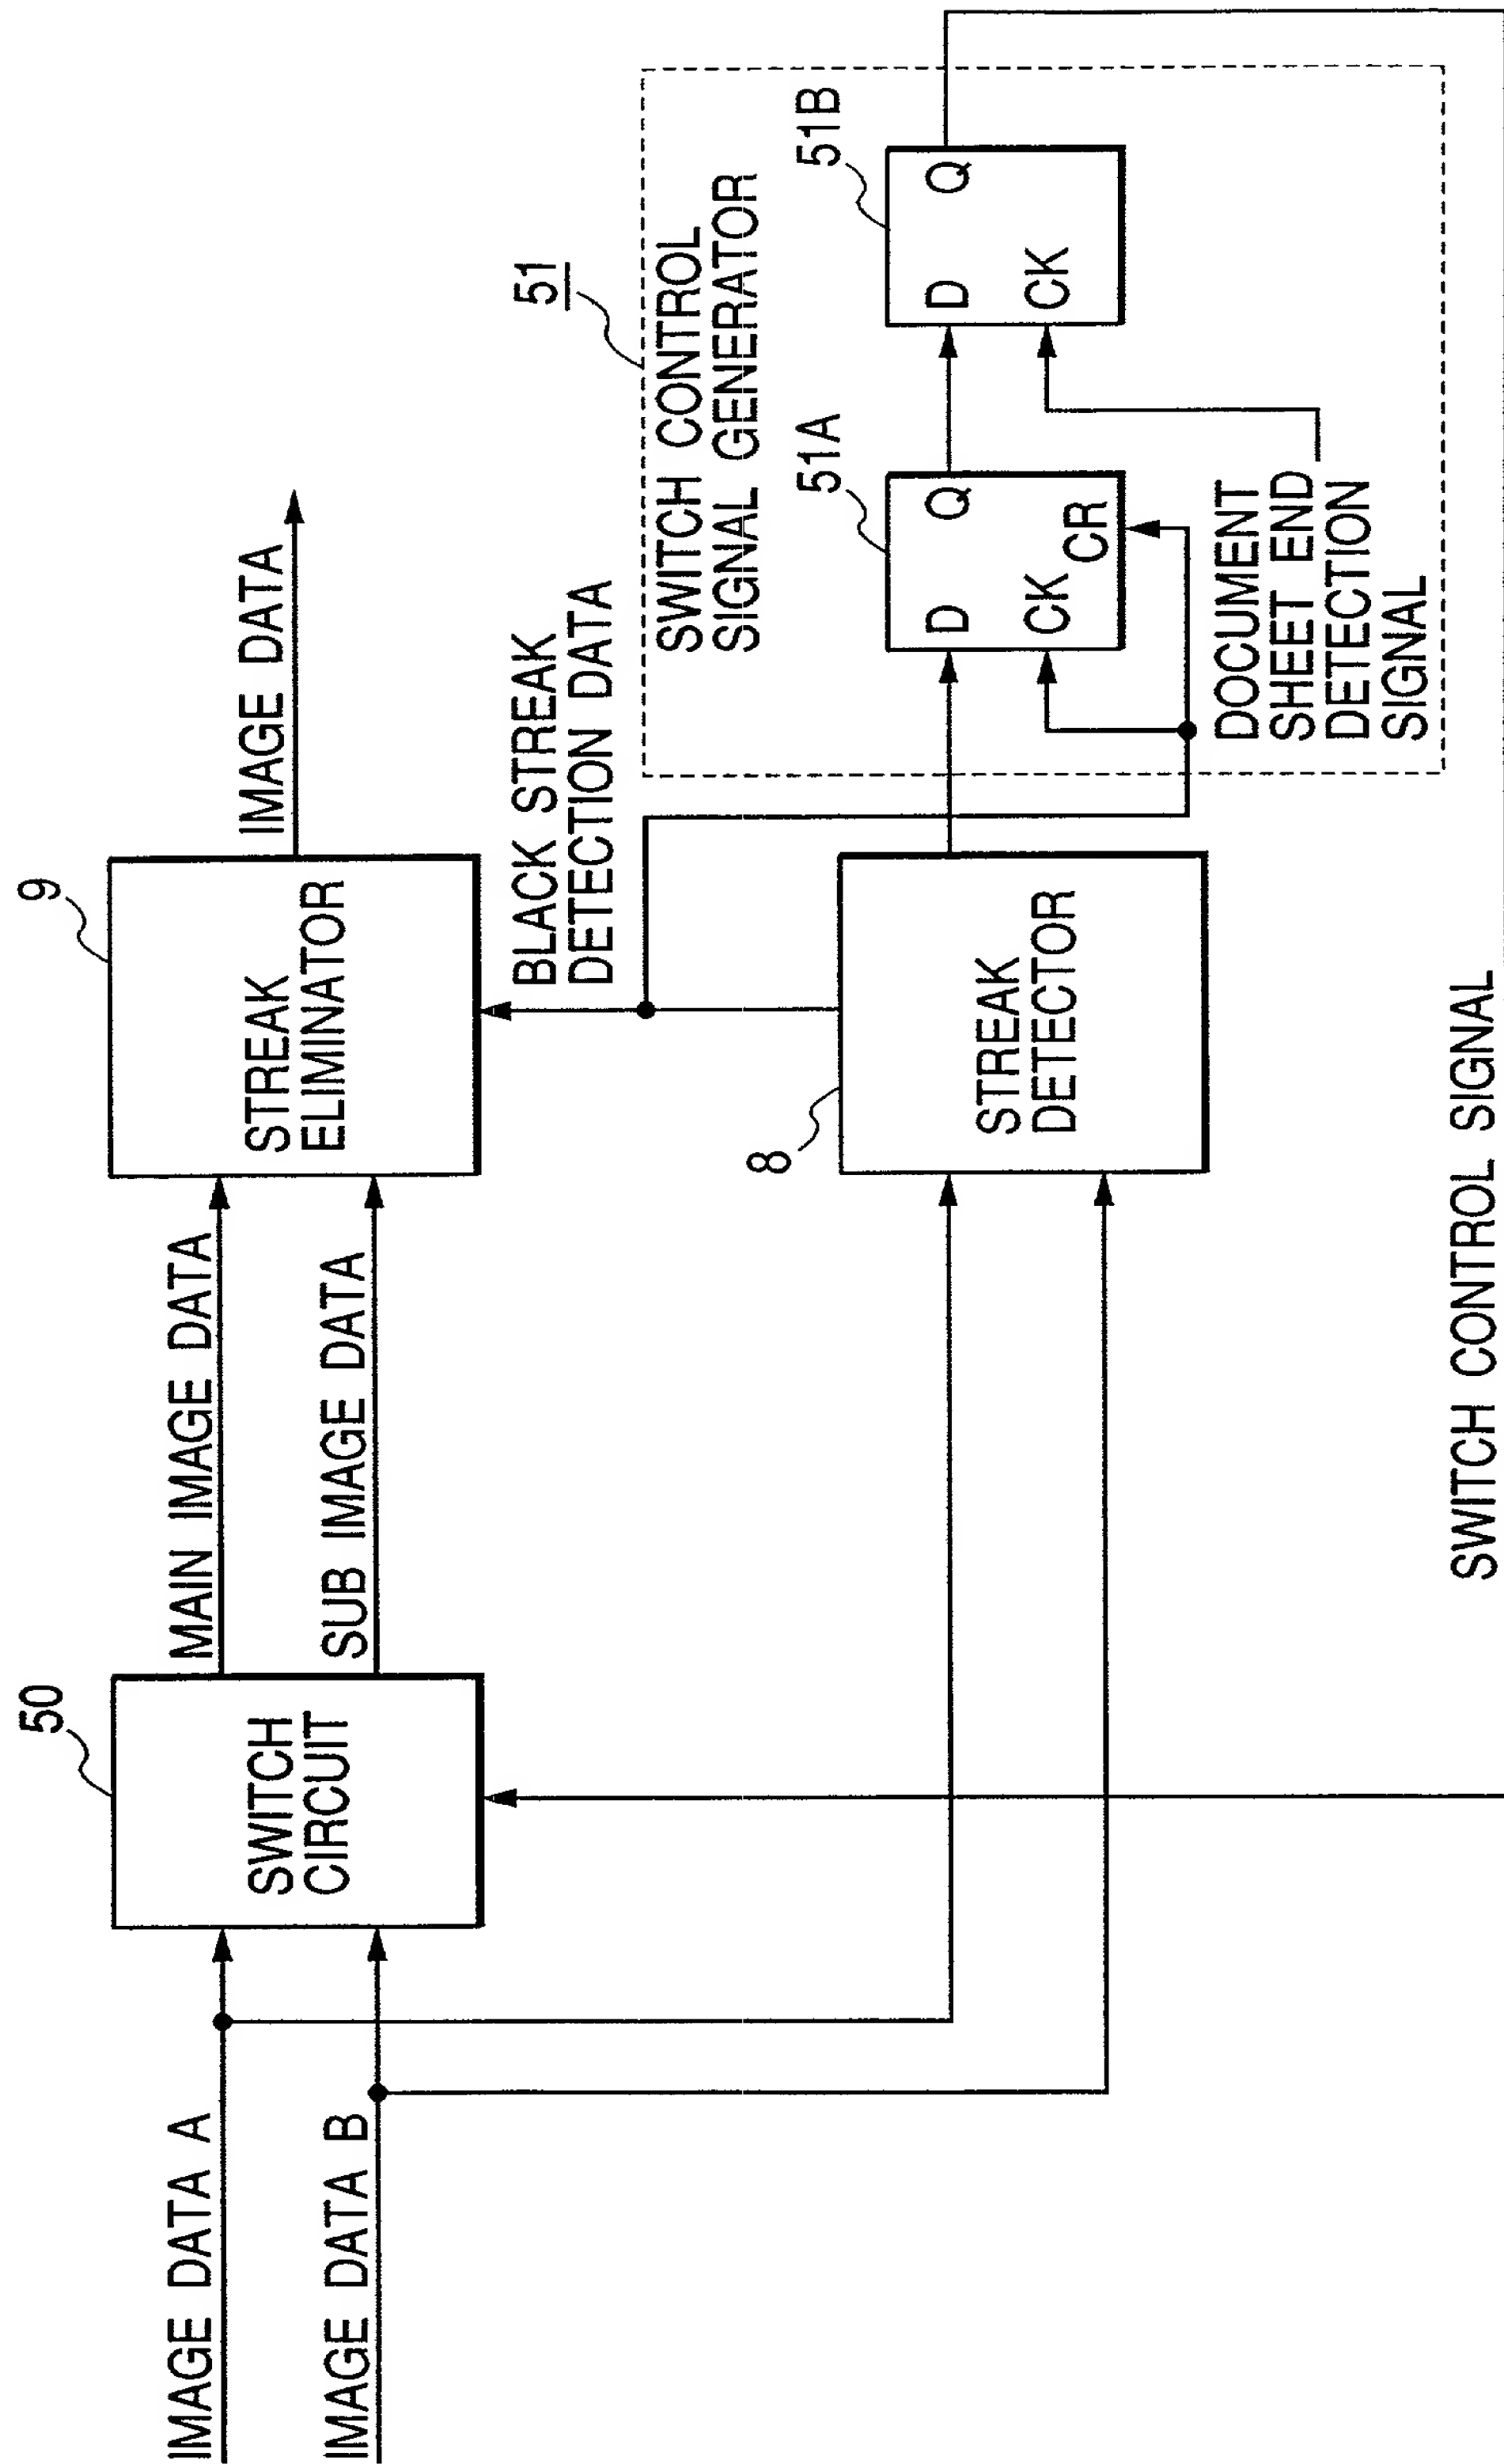 IMAGE DATA A
IMAGE DATA B
50
SWITCH
CIRCUIT
MAIN IMAGE DATA
SUB IMAGE DATA
9
STREAK
ELIMINATOR
IMAGE DATA
BLACK STREAK
DETECTION DATA
8
STREAK
DETECTOR
51
SWITCH CONTROL
SIGNAL GENERATOR
51A
D
Q
CK
CR
51B
D
Q
CK
DOCUMENT
SHEET END
DETECTION
SIGNAL
SWITCH CONTROL SIGNAL